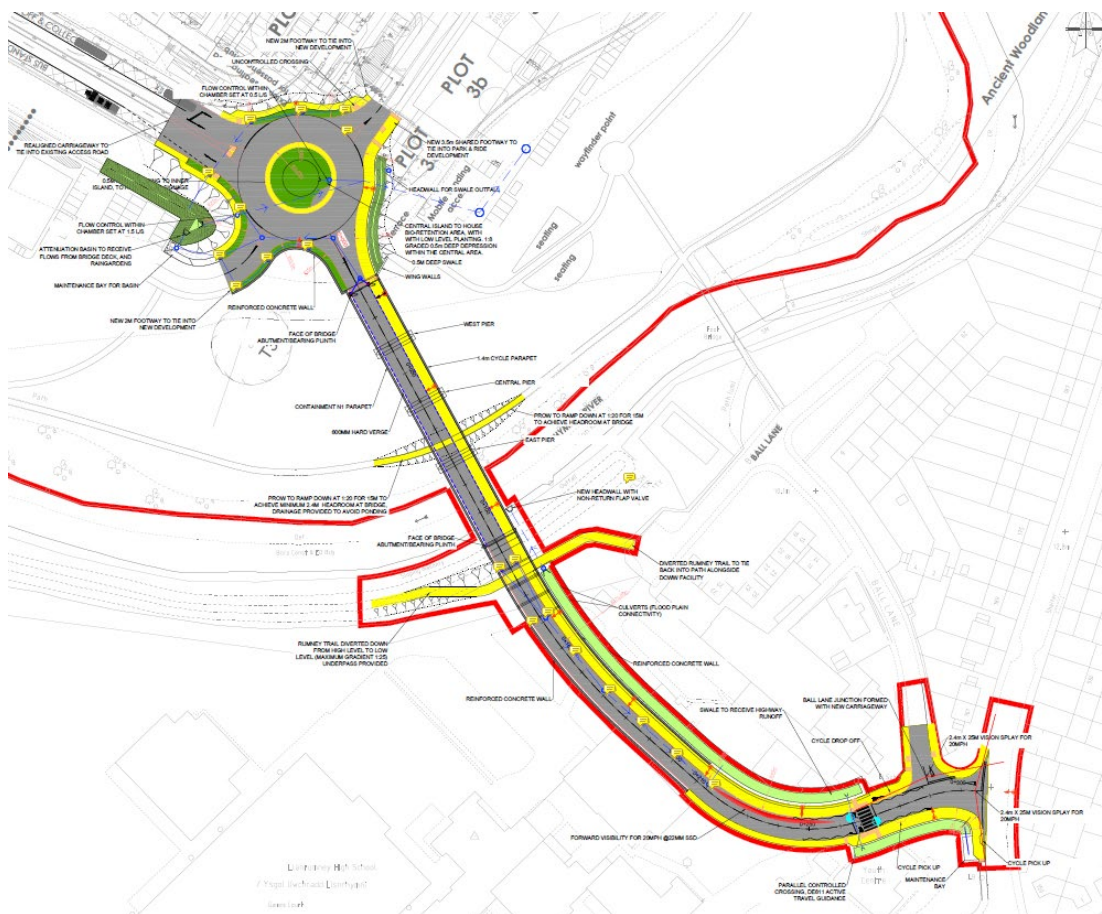 NEW 2M FOOTWAY TO TIE INTO
NEW DEVELOPMENT
UNCONTROLLED CROSSING
FLOW CONTROL WITHIN
CHAMBER SET AT 0.5 L/S
PLOT
3b
PLOT
Ancient Woodlan
BUS STAND
REALIGNED CARRIAGEWAY TO
TIE INTO EXISTING ACCESS ROAD
NEW 3.5m SHARED FOOTWAY TO
TIE INTO PARK & RIDE
DEVELOPMENT
wayfinder point
HEADWALL FOR SWALE OUTFALL
FLOW CONTROL WITHIN
CHAMBER SET AT 1.5 L/S
CENTRAL ISLAND TO HOUSE
BIO-RETENTION AREA, WITH
WITH LOW LEVEL PLANTING. 1:8
GRADED 0.5m DEEP DEPRESSION
WITHIN THE CENTRAL AREA.
seating
seating
ATTENUATION BASIN TO RECEIVE
FLOWS FROM BRIDGE DECK, AND
RAINGARDENS
0.5M DEEP SWALE
WING WALLS
MAINTENANCE BAY FOR BASIN
REINFORCED CONCRETE WALL
NEW 2M FOOTWAY TO TIE INTO
NEW DEVELOPMENT
FACE OF BRIDGE
ABUTMENT/BEARING PLINTH
WEST PIER
1.4m CYCLE PARAPET
CENTRAL PIER
CONTAINMENT N1 PARAPET
PROW TO RAMP DOWN AT 1:20 FOR 15M
TO ACHIEVE HEADROOM AT BRIDGE
RIVER
600MM HARD VERGE
EAST PIER
BALL LANE
PROW TO RAMP DOWN AT 1:20 FOR 15M TO
ACHIEVE MINIMUM 2.4M HEADROOM AT BRIDGE,
DRAINAGE PROVIDED TO AVOID PONDING
NEW HEADWALL WITH
NON-RETURN FLAP VALVE
FACE OF BRIDGE
ABUTMENT/BEARING PLINTH
DIVERTED RUMNEY TRAIL TO TIE
BACK INTO PATH ALONGSIDE
DCWW FACILITY
CULVERTS (FLOOD PLAIN
CONNECTIVITY)
RUMNEY TRAIL DIVERTED DOWN
FROM HIGH LEVEL TO LOW
LEVEL (MAXIMUM GRADIENT 1:25)
UNDERPASS PROVIDED
REINFORCED CONCRETE WALL
REINFORCED CONCRETE WALL
BALL LANE JUNCTION FORMED
WITH NEW CARRIAGEWAY
SWALE TO RECEIVE HIGHWAY
RUNOFF
CYCLE DROP OFF
2.4m X 25M VISION SPLAY FOR
20MPH
2.4m X 25M VISION SPLAY FOR
20MPH
FORWARD VISIBILITY FOR 20MPH @22MM SSD
CYCLE PICK UP
CYCLE PICK UP
MAINTENANCE
BAY
PARALLEL CONTROLLED
CROSSING, DE611 ACTIVE
TRAVEL GUIDANCE